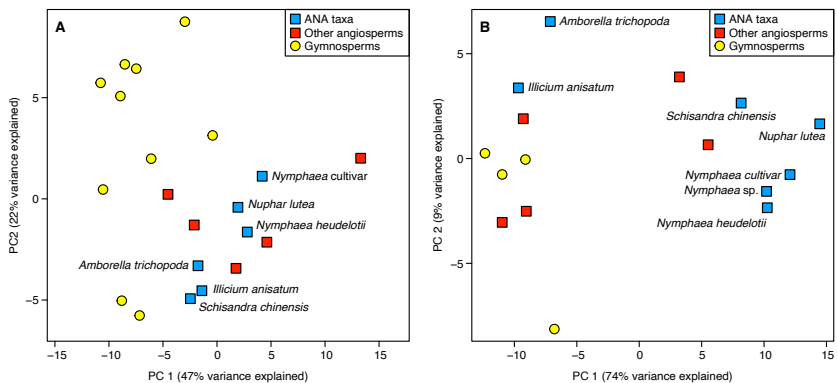 A
ANA taxa
Other angiosperms
Gymnosperms
5
0
−5
PC2 (22% variance explained)
Nymphaea cultivar
Nuphar lutea
Nymphaea heudelotii
Amborella trichopoda
Illicium anisatum
Schisandra chinensis
−15 −10 −5 0 5 10 15
PC 1 (47% variance explained)
B
ANA taxa
Other angiosperms
Gymnosperms
5
0
−5
PC 2 (9% variance explained)
Amborella trichopoda
Illicium anisatum
Schisandra chinensis
Nuphar lutea
Nymphaea cultivar
Nymphaea sp.
Nymphaea heudelotii
−10 −5 0 5 10 15
PC 1 (74% variance explained)